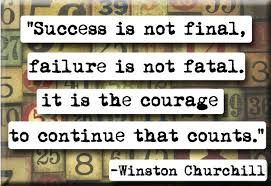 "Success is not final,
failure is not fatal.
it is the courage
to continue that counts."
-Winston Churchill